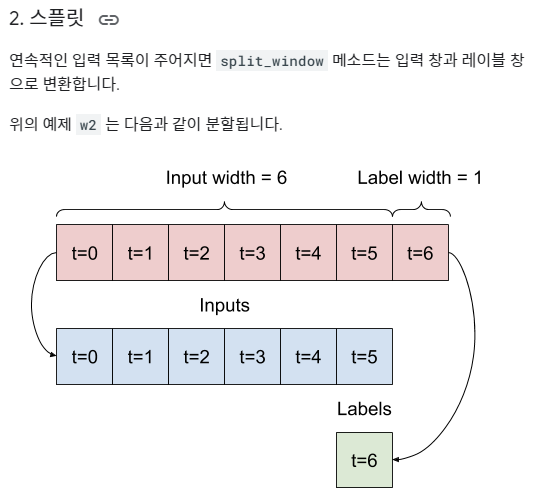 2. 스플릿
연속적인 입력 목록이 주어지면 split_window 메소드는 입력 창과 레이블 창
으로 변환합니다.
위의 예제 w2 는 다음과 같이 분할됩니다.
Input width = 6 Label width = 1
t=0 t=1 t=2 t=3 t=4 t=5 t=6
Inputs
t=0 t=1 t=2 t=3 t=4 t=5
Labels
t=6